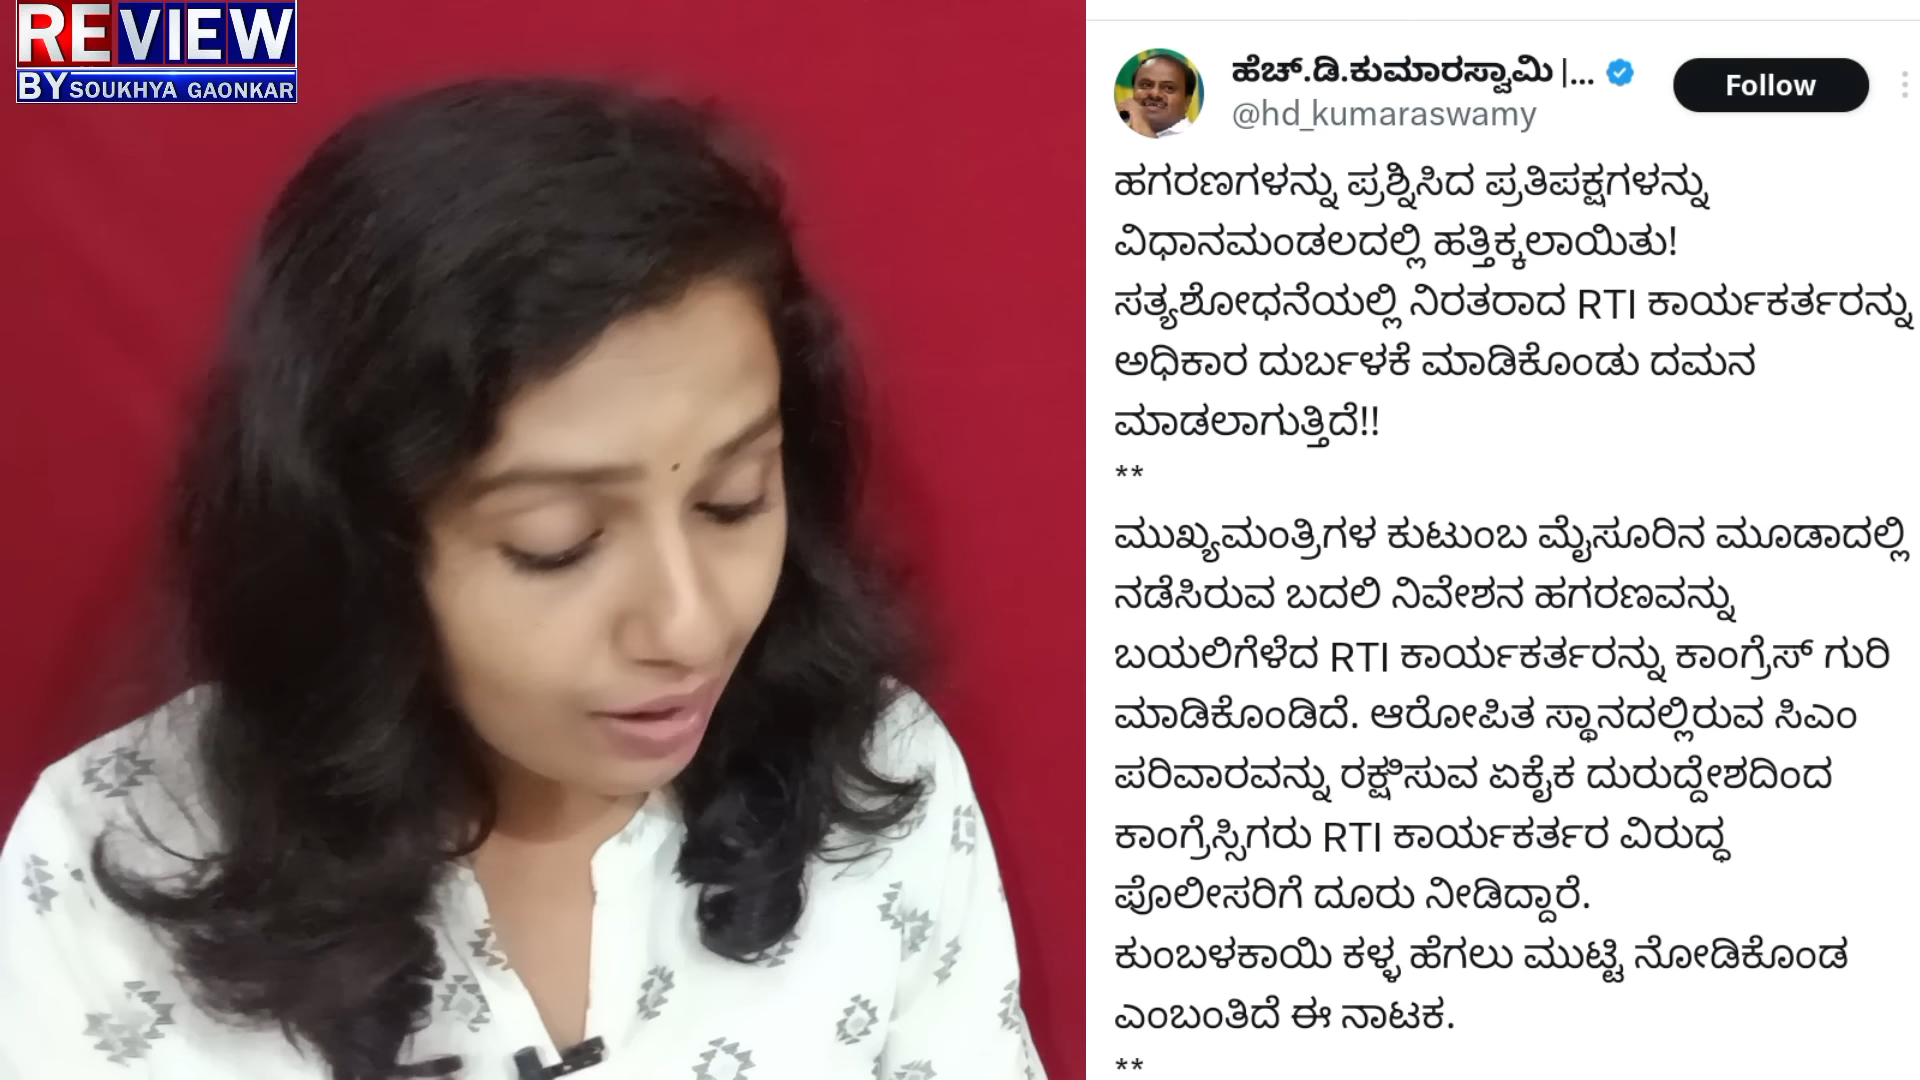 REVIEW
BY SOUKHYA GAONKAR
ಹೆಚ್.ಡಿ.ಕುಮಾರಸ್ವಾಮಿ |...
Follow
@hd_kumaraswamy
ಹಗರಣಗಳನ್ನು ಪ್ರಶ್ನಿಸಿದ ಪ್ರತಿಪಕ್ಷಗಳನ್ನು
ವಿಧಾನಮಂಡಲದಲ್ಲಿ ಹತ್ತಿಕ್ಕಲಾಯಿತು!
ಸತ್ಯಶೋಧನೆಯಲ್ಲಿ ನಿರತರಾದ RTI ಕಾರ್ಯಕರ್ತರನ್ನು
ಅಧಿಕಾರ ದುರ್ಬಳಕೆ ಮಾಡಿಕೊಂಡು ದಮನ
ಮಾಡಲಾಗುತ್ತಿದೆ!!
**
ಮುಖ್ಯಮಂತ್ರಿಗಳ ಕುಟುಂಬ ಮೈಸೂರಿನ ಮೂಡಾದಲ್ಲಿ
ನಡೆಸಿರುವ ಬದಲಿ ನಿವೇಶನ ಹಗರಣವನ್ನು
ಬಯಲಿಗೆಳೆದ RTI ಕಾರ್ಯಕರ್ತರನ್ನು ಕಾಂಗ್ರೆಸ್ ಗುರಿ
ಮಾಡಿಕೊಂಡಿದೆ. ಆರೋಪಿತ ಸ್ಥಾನದಲ್ಲಿರುವ ಸಿಎಂ
ಪರಿವಾರವನ್ನು ರಕ್ಷಿಸುವ ಏಕೈಕ ದುರುದ್ದೇಶದಿಂದ
ಕಾಂಗ್ರೆಸ್ಸಿಗರು RTI ಕಾರ್ಯಕರ್ತರ ವಿರುದ್ಧ
ಪೊಲೀಸರಿಗೆ ದೂರು ನೀಡಿದ್ದಾರೆ.
ಕುಂಬಳಕಾಯಿ ಕಳ್ಳ ಹೆಗಲು ಮುಟ್ಟಿ ನೋಡಿಕೊಂಡ
ಎಂಬಂತಿದೆ ಈ ನಾಟಕ.
**